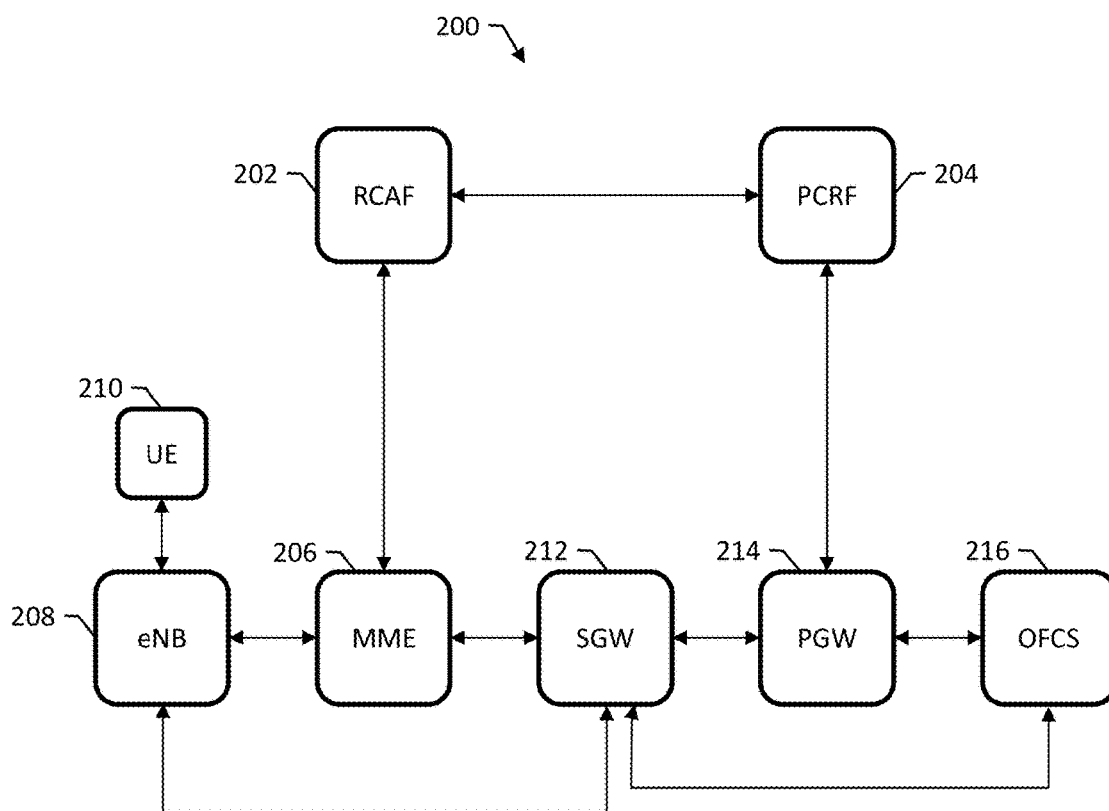 200
202
RCAF
PCRF
204
210
UE
206
212
214
216
208
eNB
MME
SGW
PGW
OFCS